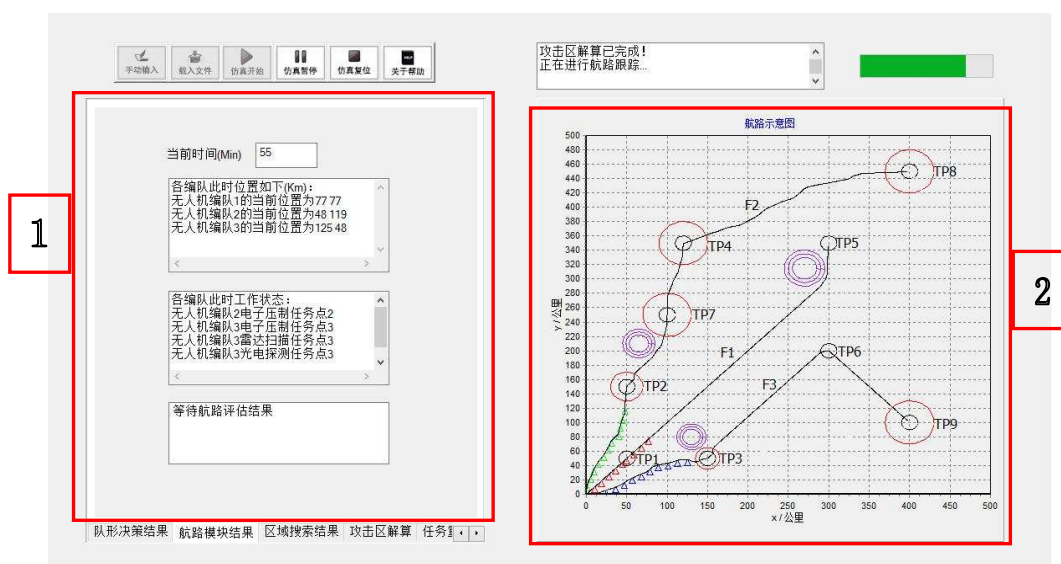 手动输入
载入文件
仿真开始
仿真暂停
仿真复位
关于帮助
攻击区解算已完成!
正在进行航路跟踪...
1
当前时间(Min)
55
各编队此时位置如下(Km):
无人机编队1的当前位置为77 77
无人机编队2的当前位置为48 119
无人机编队3的当前位置为125 48
各编队此时工作状态:
无人机编队2电子压制任务点2
无人机编队3电子压制任务点3
无人机编队3雷达扫描任务点3
无人机编队3光电探测任务点3
等待航路评估结果
队形决策结果
航路模块结果
区域搜索结果
攻击区解算
2
航路示意图
500
480
460
440
420
400
380
360
340
320
300
280
260
240
220
200
180
160
140
120
100
80
60
40
20
0
y / 公里
TP8
F2
TP4
TP5
TP7
F1
TP6
TP2
F3
TP9
TP1
TP3
0
50
100
150
200
250
300
350
400
450
500
x / 公里